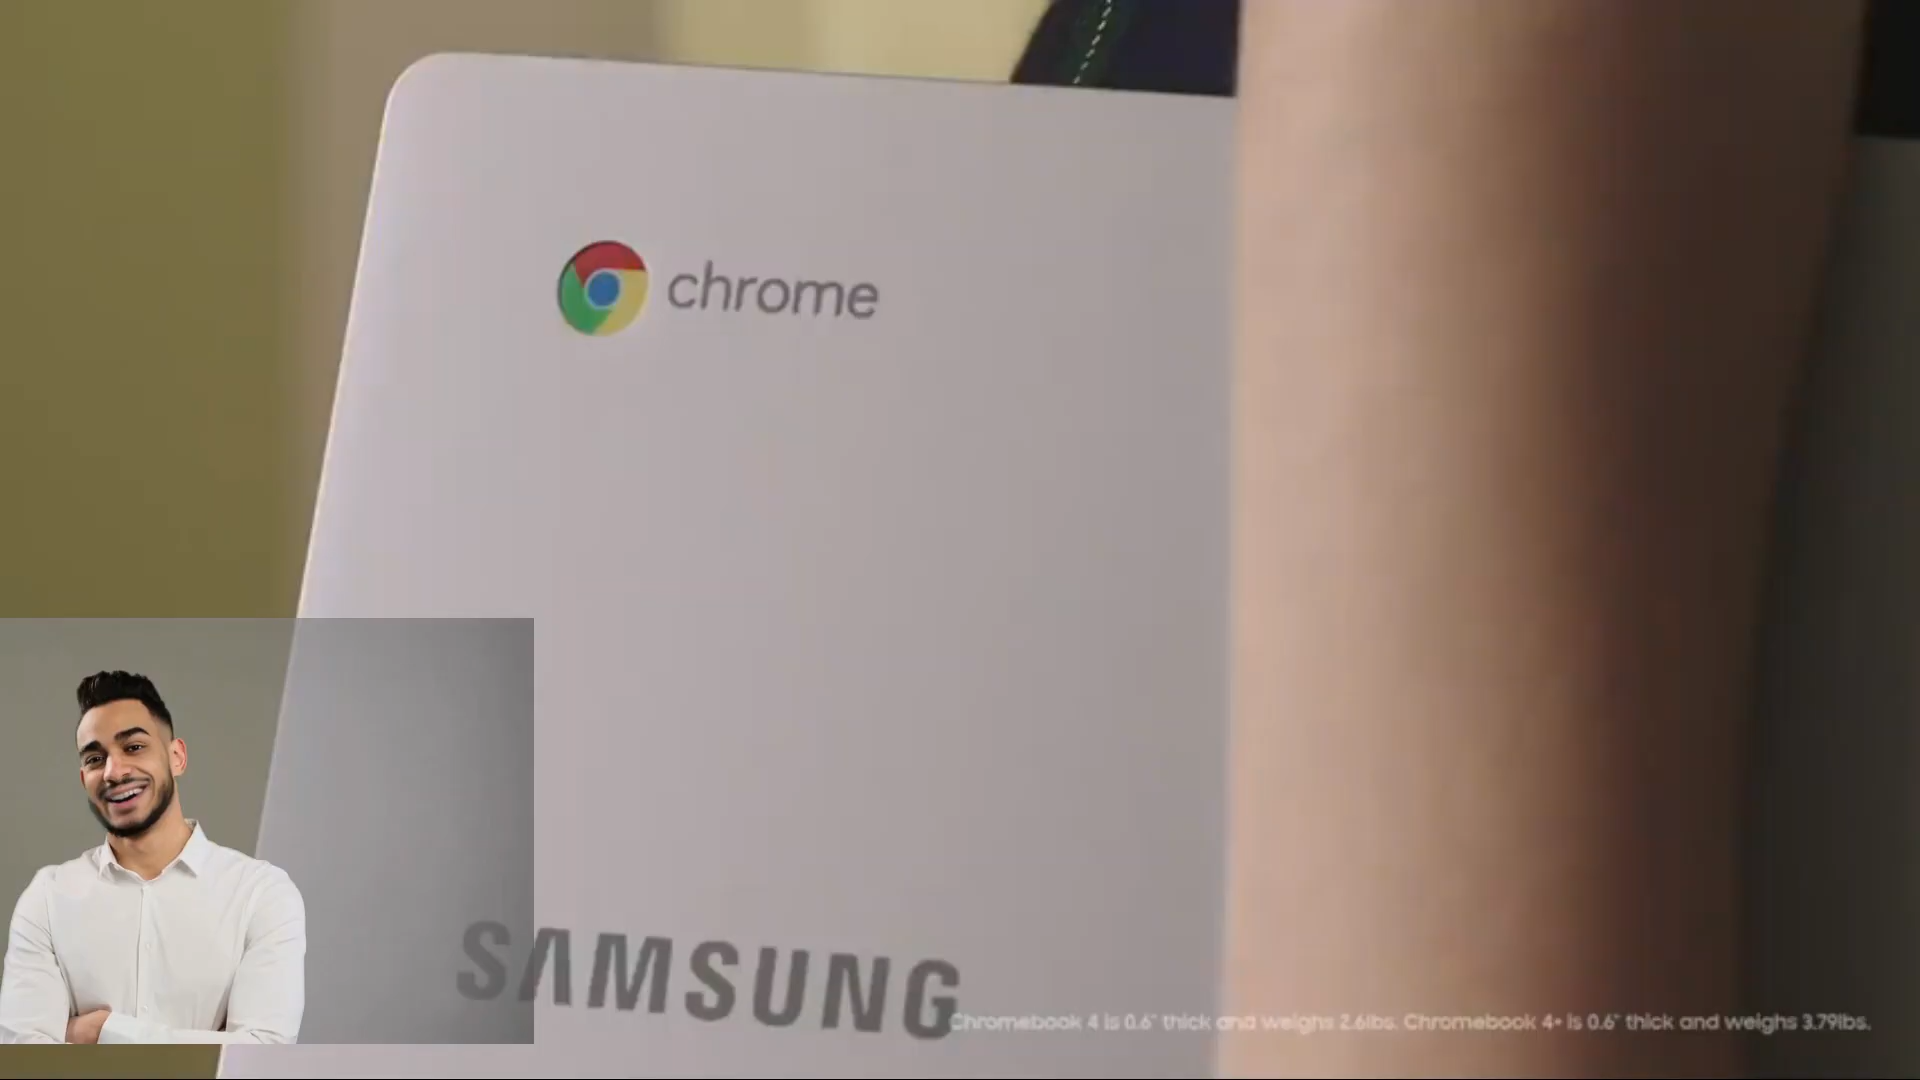 chrome
SAMSUNG
Chromebook 4 is 0.6" thick and weighs 2.6lbs. Chromebook 4+ is 0.6" thick and weighs 3.79lbs.